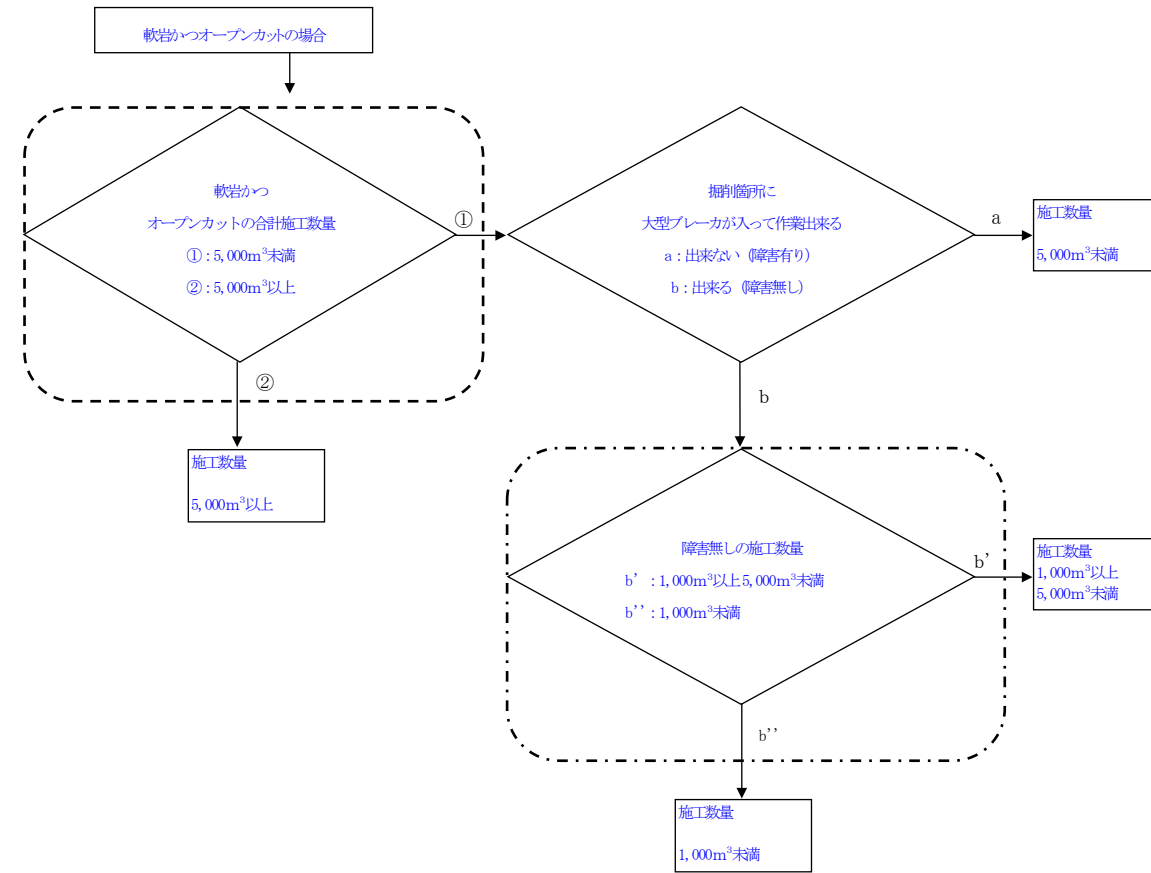 軟岩かつオープンカットの場合
軟岩かつ
オープンカットの合計施工数量
①：5,000m³未満
②：5,000m³以上
①
②
施工数量
5,000m³以上
掘削箇所に
大型ブレーカが入って作業出来る
a：出来ない（障害有り）
b：出来る（障害無し）
a
施工数量
5,000m³未満
b
障害無しの施工数量
b’：1,000m³以上5,000m³未満
b’’：1,000m³未満
b’
施工数量
1,000m³以上
5,000m³未満
b’’
施工数量
1,000m³未満